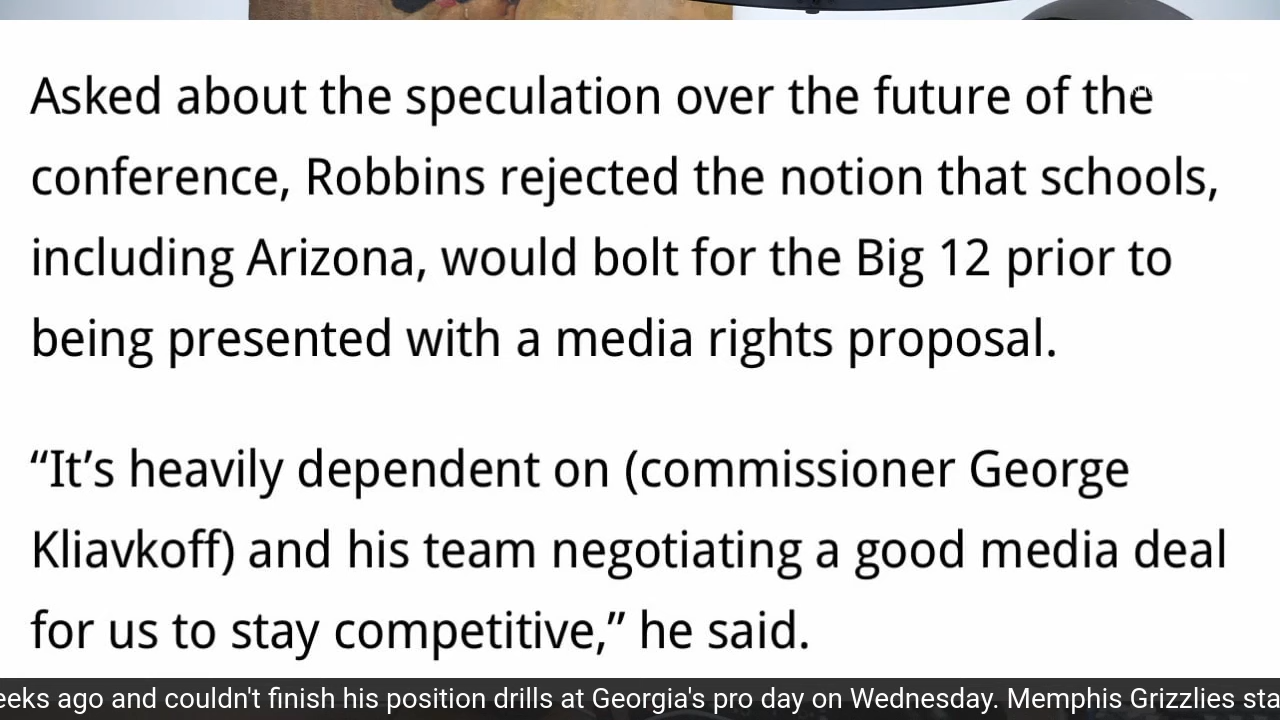 Asked about the speculation over the future of the
conference, Robbins rejected the notion that schools,
including Arizona, would bolt for the Big 12 prior to
being presented with a media rights proposal.
“It’s heavily dependent on (commissioner George
Kliavkoff) and his team negotiating a good media deal
for us to stay competitive,” he said.
ago and couldn't finish his position drills at Georgia's pro day on Wednesday. Memphis Grizzlies